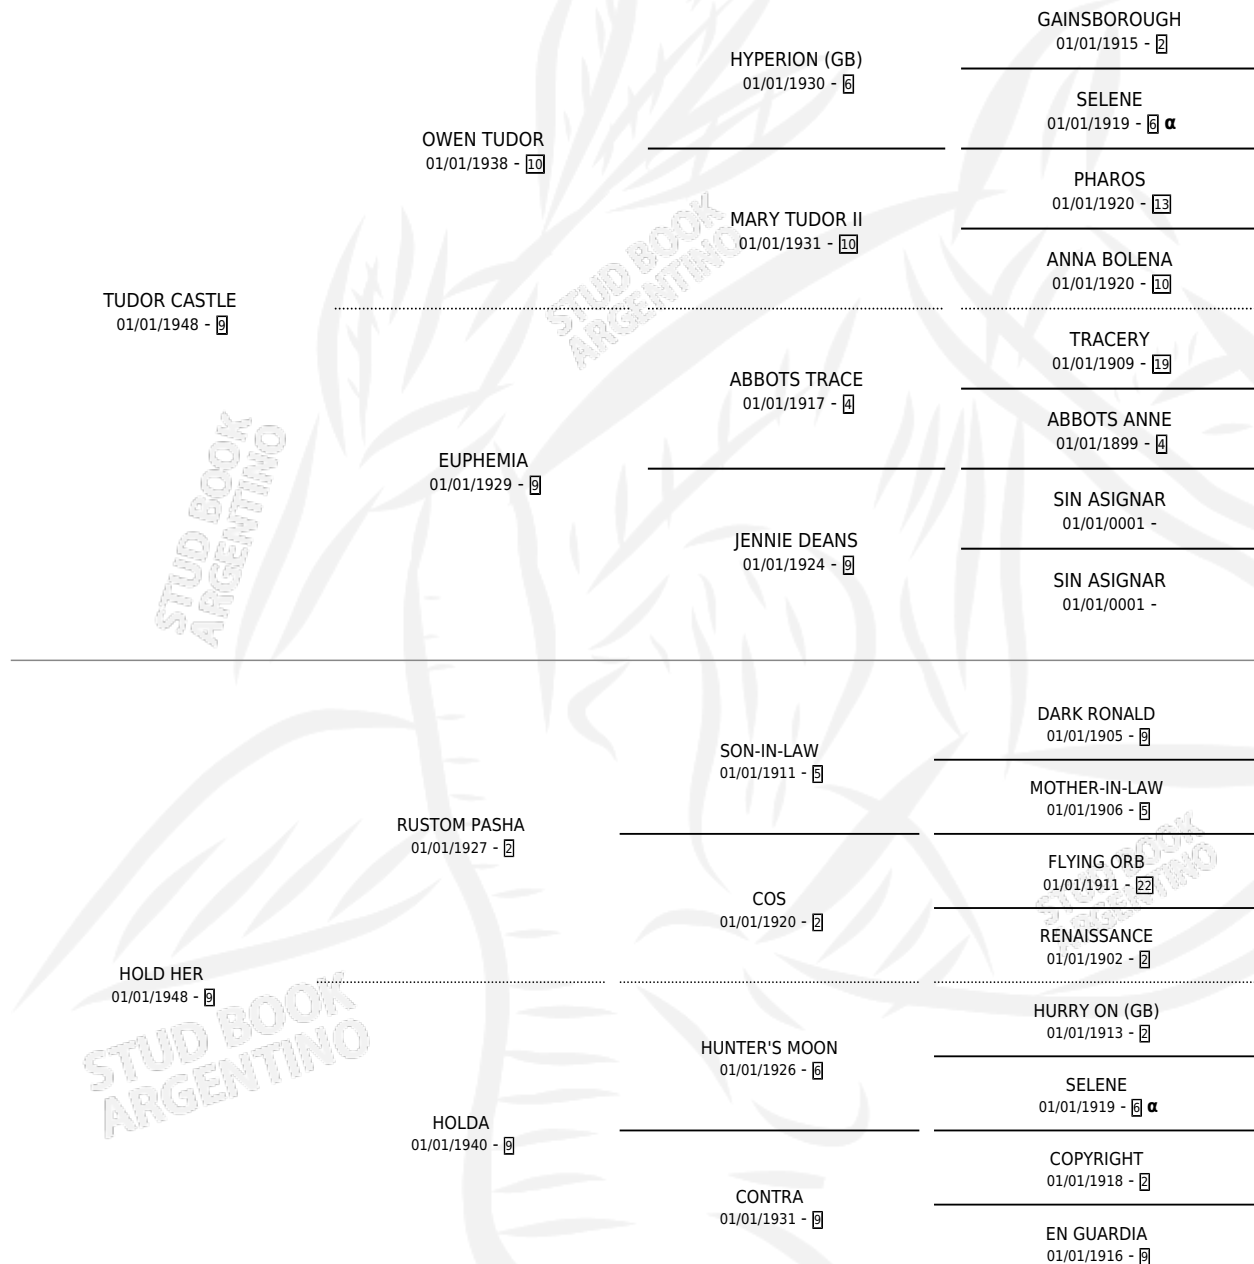 GAINSBOROUGH
01/01/1915 - 2
HYPERION (GB)
01/01/1930 - 6
SELENE
01/01/1919 - 6 α
OWEN TUDOR
01/01/1938 - 10
PHAROS
01/01/1920 - 13
MARY TUDOR II
01/01/1931 - 10
ANNA BOLENA
01/01/1920 - 10
TUDOR CASTLE
01/01/1948 - 9
TRACERY
01/01/1909 - 19
ABBOTS TRACE
01/01/1917 - 4
ABBOTS ANNE
01/01/1899 - 4
EUPHEMIA
01/01/1929 - 9
SIN ASIGNAR
01/01/0001 -
JENNIE DEANS
01/01/1924 - 9
SIN ASIGNAR
01/01/0001 -
STUD BOOK
ARGENTINO
STUD BOOK
ARGENTINO
DARK RONALD
01/01/1905 - 9
SON-IN-LAW
01/01/1911 - 5
MOTHER-IN-LAW
01/01/1906 - 5
RUSTOM PASHA
01/01/1927 - 2
FLYING ORB
01/01/1911 - 22
COS
01/01/1920 - 2
RENAISSANCE
01/01/1902 - 2
HOLD HER
01/01/1948 - 9
HURRY ON (GB)
01/01/1913 - 2
HUNTER'S MOON
01/01/1926 - 6
SELENE
01/01/1919 - 6 α
HOLDA
01/01/1940 - 9
COPYRIGHT
01/01/1918 - 2
CONTRA
01/01/1931 - 9
EN GUARDIA
01/01/1916 - 9
STUD BOOK
ARGENTINO
STUD BOOK
ARGENTINO